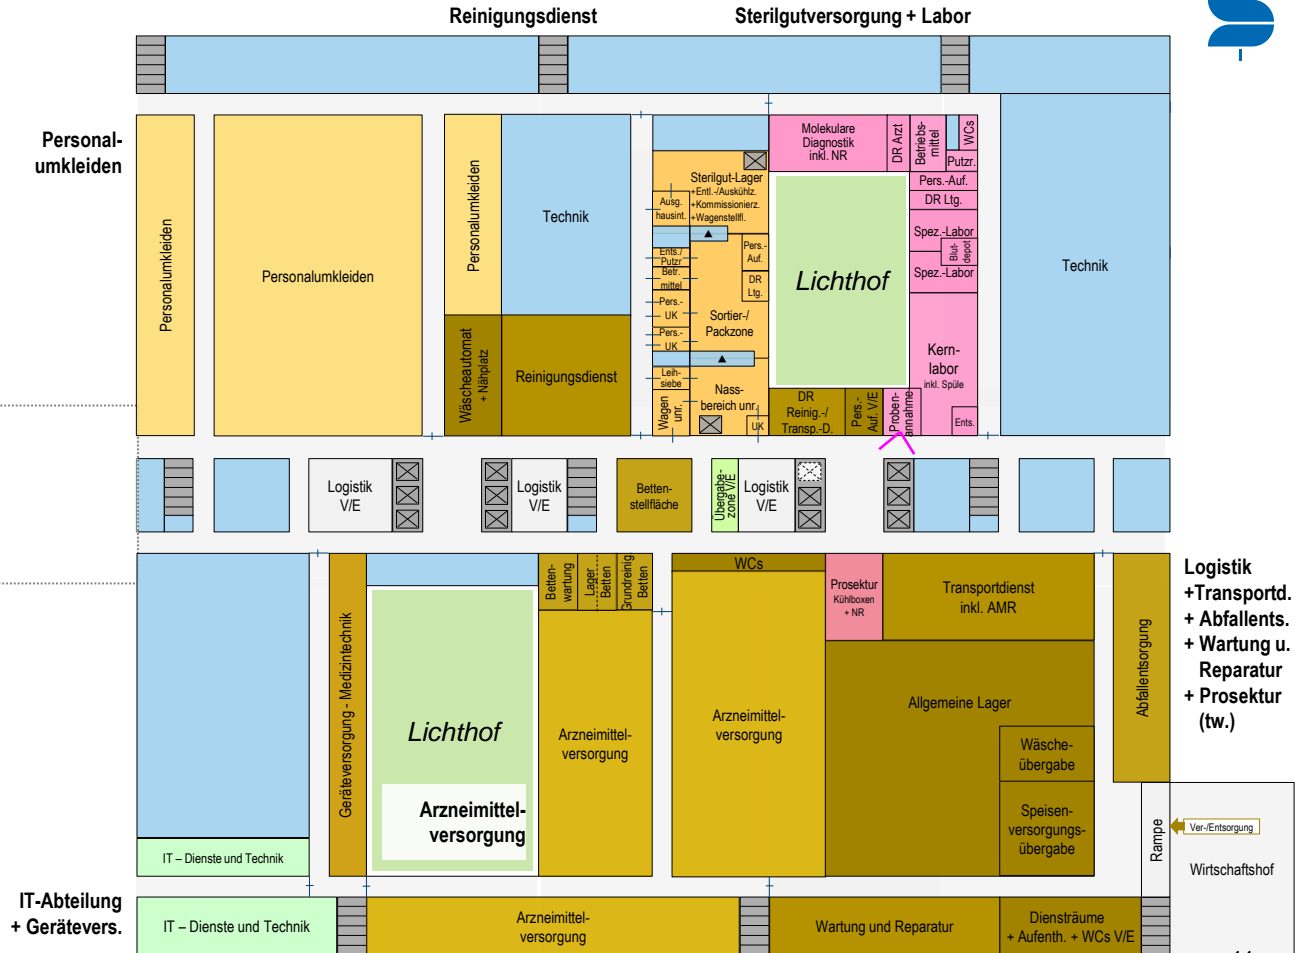 Reinigungsdienst
Sterilgutversorgung + Labor
Personal-
umkleiden
Personalumkleiden
Personalumkleiden
Personalumkleiden
Technik
Wäscheautomat
+ Nähplatz
Reinigungsdienst
Sterilgut-Lager
+Entl.-/Auskühlz.
+Kommissionierz.
+Wagenstellfl.
Ausg.
hausint.
Ents./
Putzr
Betr.
mittel
Pers.-
UK
Pers.-
UK
Leih-
siebe
Wagen
unr.
Pers.-
Auf.
DR
Ltg.
Sortier-/
Packzone
Nass-
bereich unr.
UK
Molekulare
Diagnostik
inkl. NR
DR Arzt
Betriebs-
mittel
WCs
Putzr.
Pers.-Auf.
DR Ltg.
Spez.-Labor
Blut-
depot
Spez.-Labor
Kern-
labor
inkl. Spüle
Ents.
Lichthof
DR
Reinig.-/
Transp.-D.
Pers.-
Auf. V/E
Proben-
annahme
Technik
Logistik
V/E
Logistik
V/E
Betten-
stellfläche
Übergabe-
zone V/E
Logistik
V/E
Geräteversorgung - Medizintechnik
Lichthof
Arzneimittel-
versorgung
Betten-
wartung
Lager
Betten
Grundreinig
Betten
Arzneimittel-
versorgung
WCs
Arzneimittel-
versorgung
Prosektur
Kühlboxen
+ NR
Transportdienst
inkl. AMR
Allgemeine Lager
Wäsche-
übergabe
Speisen-
versorgungs-
übergabe
Abfallentsorgung
Logistik
+Transportd.
+ Abfallents.
+ Wartung u.
Reparatur
+ Prosektur
(tw.)
Rampe
Ver-/Entsorgung
Wirtschaftshof
IT – Dienste und Technik
IT-Abteilung
+ Gerätevers.
IT – Dienste und Technik
Arzneimittel-
versorgung
Wartung und Reparatur
Diensträume
+ Aufenth. + WCs V/E